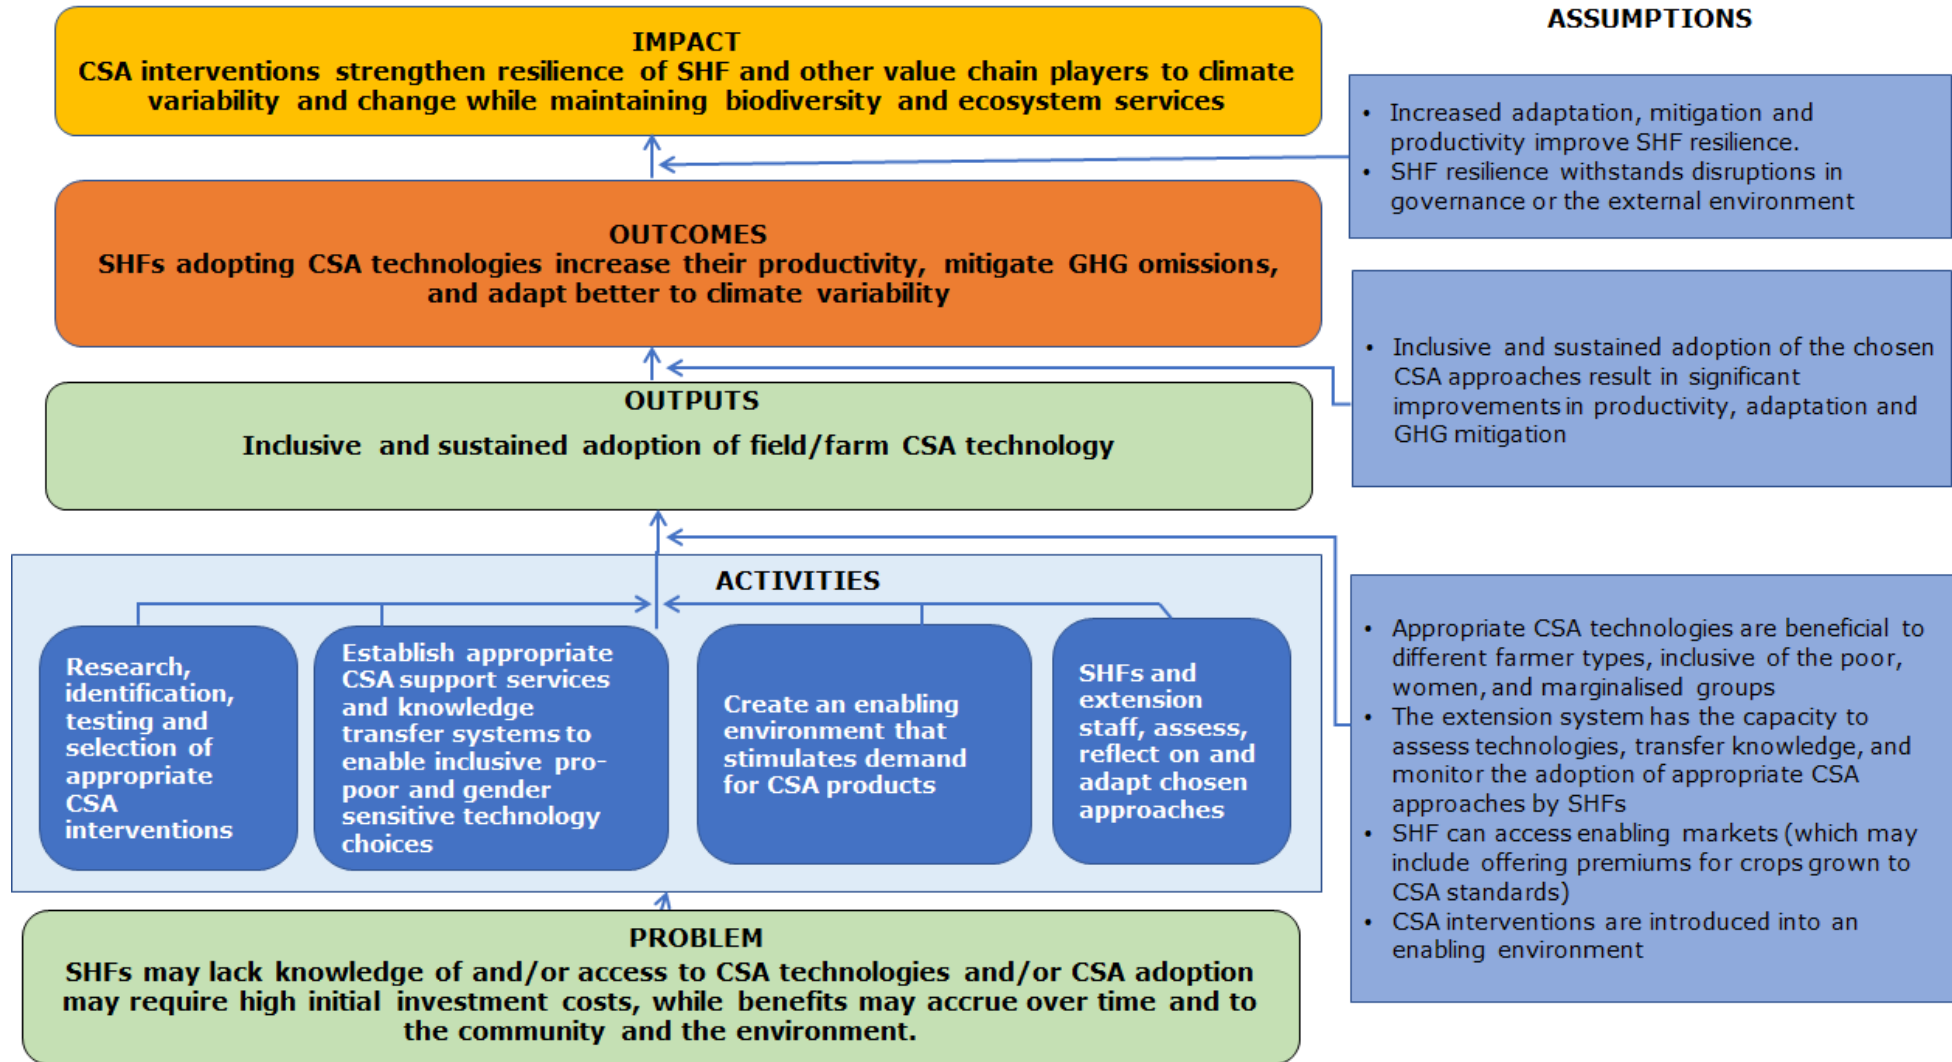 IMPACT
CSA interventions strengthen resilience of SHF and other value chain players to climate
variability and change while maintaining biodiversity and ecosystem services
OUTCOMES
SHFs adopting CSA technologies increase their productivity, mitigate GHG omissions,
and adapt better to climate variability
OUTPUTS
Inclusive and sustained adoption of field/farm CSA technology
ACTIVITIES
Research,
identification,
testing and
selection of
appropriate
CSA
interventions
Establish appropriate
CSA support services
and knowledge
transfer systems to
enable inclusive pro-
poor and gender
sensitive technology
choices
Create an enabling
environment that
stimulates demand
for CSA products
SHFs and
extension
staff, assess,
reflect on and
adapt chosen
approaches
PROBLEM
SHFs may lack knowledge of and/or access to CSA technologies and/or CSA adoption
may require high initial investment costs, while benefits may accrue over time and to
the community and the environment.
ASSUMPTIONS
• Increased adaptation, mitigation and
productivity improve SHF resilience.
• SHF resilience withstands disruptions in
governance or the external environment
• Inclusive and sustained adoption of the chosen
CSA approaches result in significant
improvements in productivity, adaptation and
GHG mitigation
• Appropriate CSA technologies are beneficial to
different farmer types, inclusive of the poor,
women, and marginalised groups
• The extension system has the capacity to
assess technologies, transfer knowledge, and
monitor the adoption of appropriate CSA
approaches by SHFs
• SHF can access enabling markets (which may
include offering premiums for crops grown to
CSA standards)
• CSA interventions are introduced into an
enabling environment